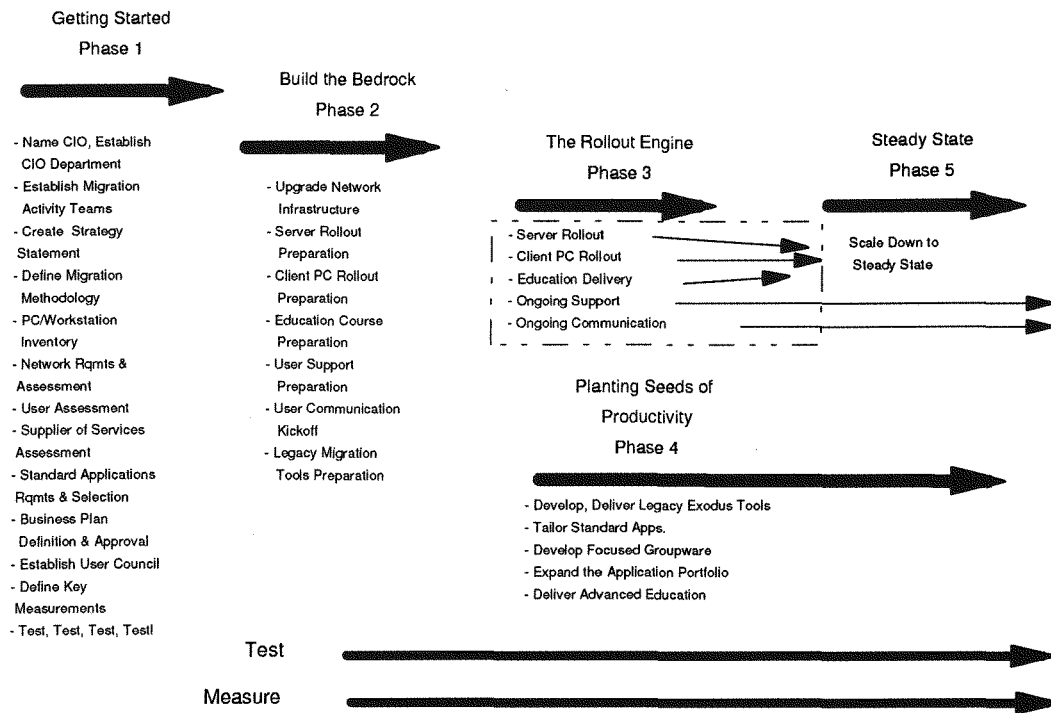 Getting Started
Phase 1
- Name CIO, Establish
CIO Department
- Establish Migration
Activity Teams
- Create Strategy
Statement
- Define Migration
Methodology
- PC/Workstation
Inventory
- Network Rqmts &
Assessment
- User Assessment
- Supplier of Services
Assessment
- Standard Applications
Rqmts & Selection
- Business Plan
Definition & Approval
- Establish User Council
- Define Key
Measurements
- Test, Test, Test, Test!
Build the Bedrock
Phase 2
- Upgrade Network
Infrastructure
- Server Rollout
Preparation
- Client PC Rollout
Preparation
- Education Course
Preparation
- User Support
Preparation
- User Communication
Kickoff
- Legacy Migration
Tools Preparation
The Rollout Engine
Phase 3
- Server Rollout
- Client PC Rollout
- Education Delivery
- Ongoing Support
- Ongoing Communication
Steady State
Phase 5
Scale Down to
Steady State
Planting Seeds of
Productivity
Phase 4
- Develop, Deliver Legacy Exodus Tools
- Tailor Standard Apps.
- Develop Focused Groupware
- Expand the Application Portfolio
- Deliver Advanced Education
Test
Measure